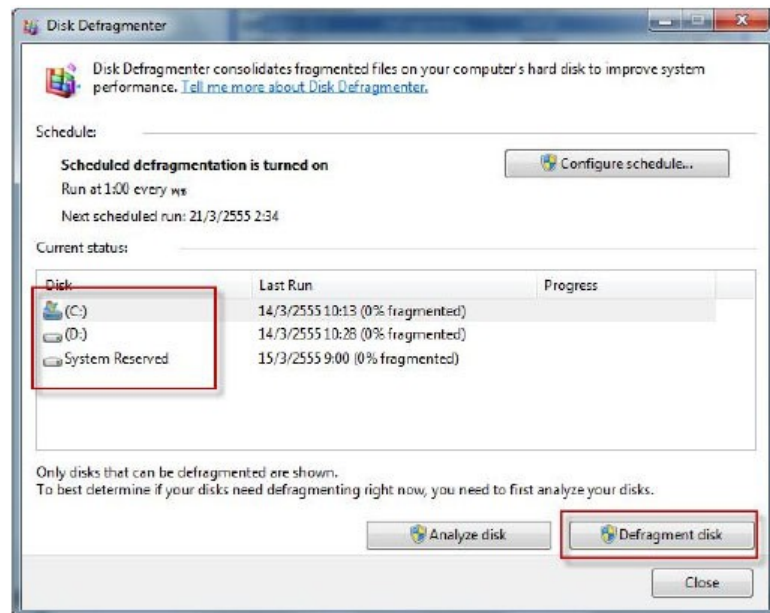 Disk Defragmenter
Disk Defragmenter consolidates fragmented files on your computer's hard disk to improve system
performance. Tell me more about Disk Defragmenter.
Schedule:
Scheduled defragmentation is turned on
Configure schedule...
Run at 1:00 every พุธ
Next scheduled run: 21/3/2555 2:34
Current status:
Disk Last Run Progress
(C:) 14/3/2555 10:13 (0% fragmented)
(D:) 14/3/2555 10:28 (0% fragmented)
System Reserved 15/3/2555 9:00 (0% fragmented)
Only disks that can be defragmented are shown.
To best determine if your disks need defragmenting right now, you need to first analyze your disks.
Analyze disk Defragment disk
Close